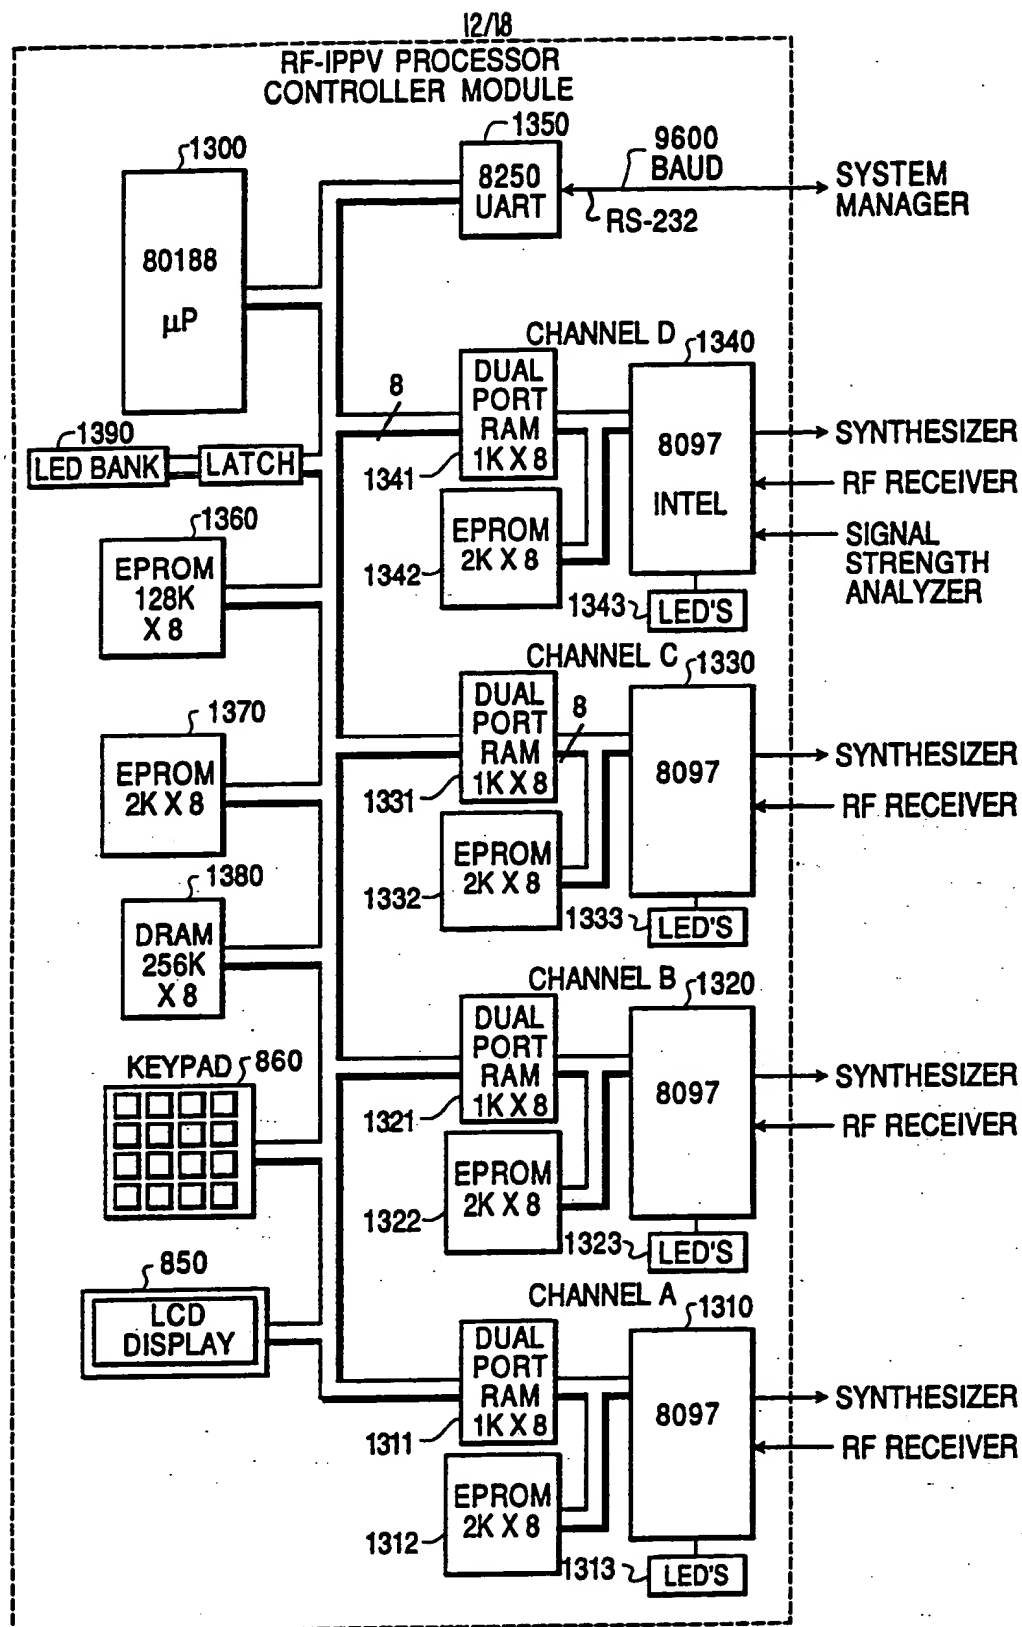 12/18
RF-IPPV PROCESSOR
CONTROLLER MODULE
1300
80188
μP
1350
8250
UART
9600
BAUD
RS-232
SYSTEM
MANAGER
1390
LED BANK
LATCH
1360
EPROM
128K
X 8
1370
EPROM
2K X 8
1380
DRAM
256K
X 8
KEYPAD
860
850
LCD
DISPLAY
CHANNEL D
8
DUAL
PORT
RAM
1K X 8
1341
EPROM
2K X 8
1342
1340
8097
INTEL
1343
LED'S
SYNTHESIZER
RF RECEIVER
SIGNAL
STRENGTH
ANALYZER
CHANNEL C
DUAL
PORT
RAM
1K X 8
1331
8
EPROM
2K X 8
1332
1330
8097
1333
LED'S
SYNTHESIZER
RF RECEIVER
CHANNEL B
DUAL
PORT
RAM
1K X 8
1321
EPROM
2K X 8
1322
1320
8097
1323
LED'S
SYNTHESIZER
RF RECEIVER
CHANNEL A
DUAL
PORT
RAM
1K X 8
1311
EPROM
2K X 8
1312
1310
8097
1313
LED'S
SYNTHESIZER
RF RECEIVER